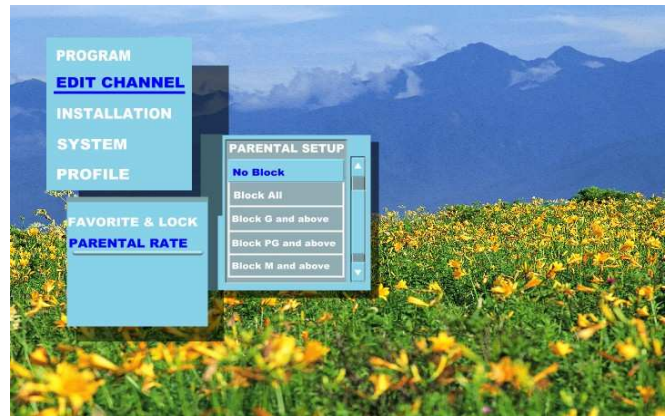 PROGRAM
EDIT CHANNEL
INSTALLATION
SYSTEM
PROFILE
FAVORITE & LOCK
PARENTAL RATE
PARENTAL SETUP
No Block
Block All
Block G and above
Block PG and above
Block M and above